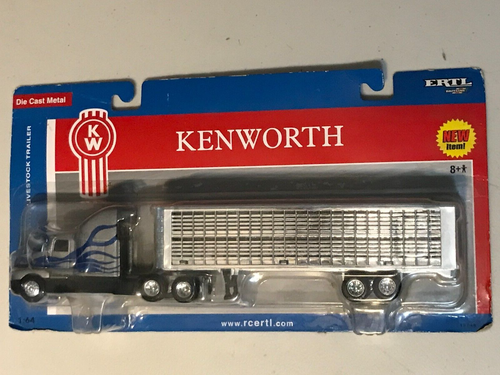 Die Cast Metal
ERTL
KW
KENWORTH
NEW
Item!
8+
LIVESTOCK TRAILER
1:64
www.rcertl.com